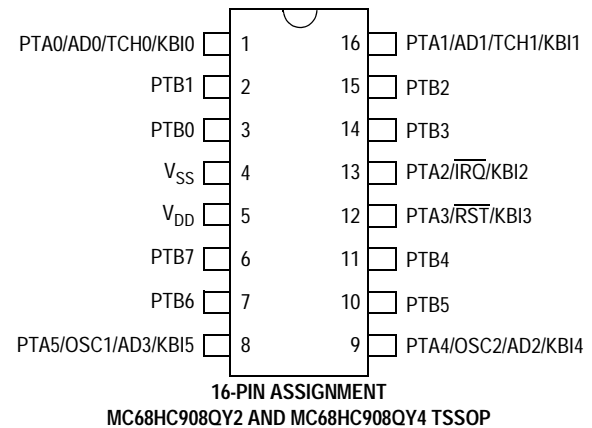 PTA0/AD0/TCH0/KBI0 1 16 PTA1/AD1/TCH1/KBI1
PTB1 2 15 PTB2
PTB0 3 14 PTB3
VSS 4 13 PTA2/IRQ/KBI2
VDD 5 12 PTA3/RST/KBI3
PTB7 6 11 PTB4
PTB6 7 10 PTB5
PTA5/OSC1/AD3/KBI5 8 9 PTA4/OSC2/AD2/KBI4
16-PIN ASSIGNMENT
MC68HC908QY2 AND MC68HC908QY4 TSSOP